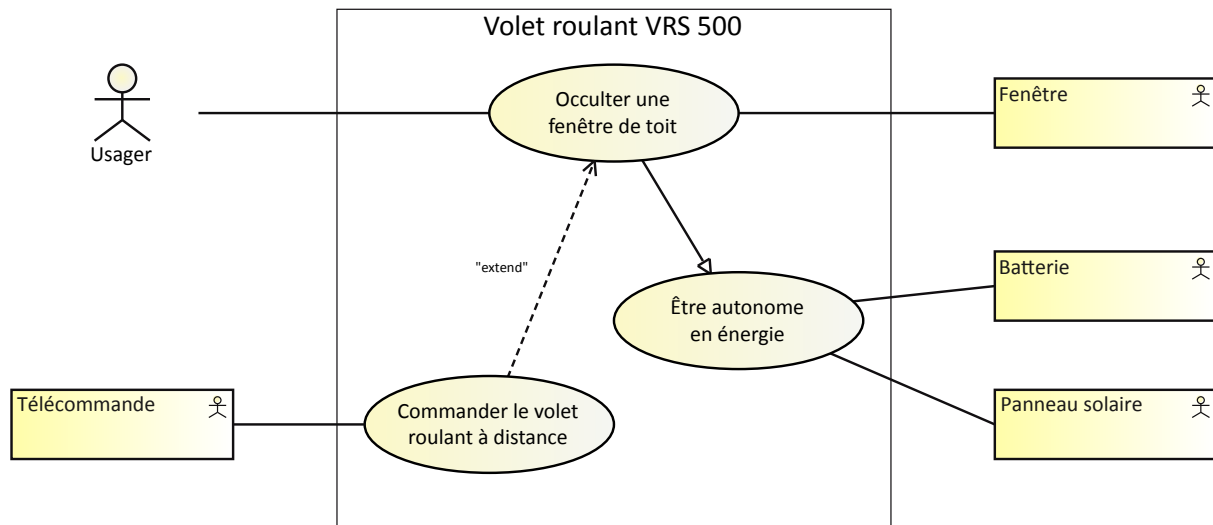 Volet roulant VRS 500
Usager
Occulter une
fenêtre de toit
Fenêtre
"extend"
Batterie
Être autonome
en énergie
Télécommande
Commander le volet
roulant à distance
Panneau solaire